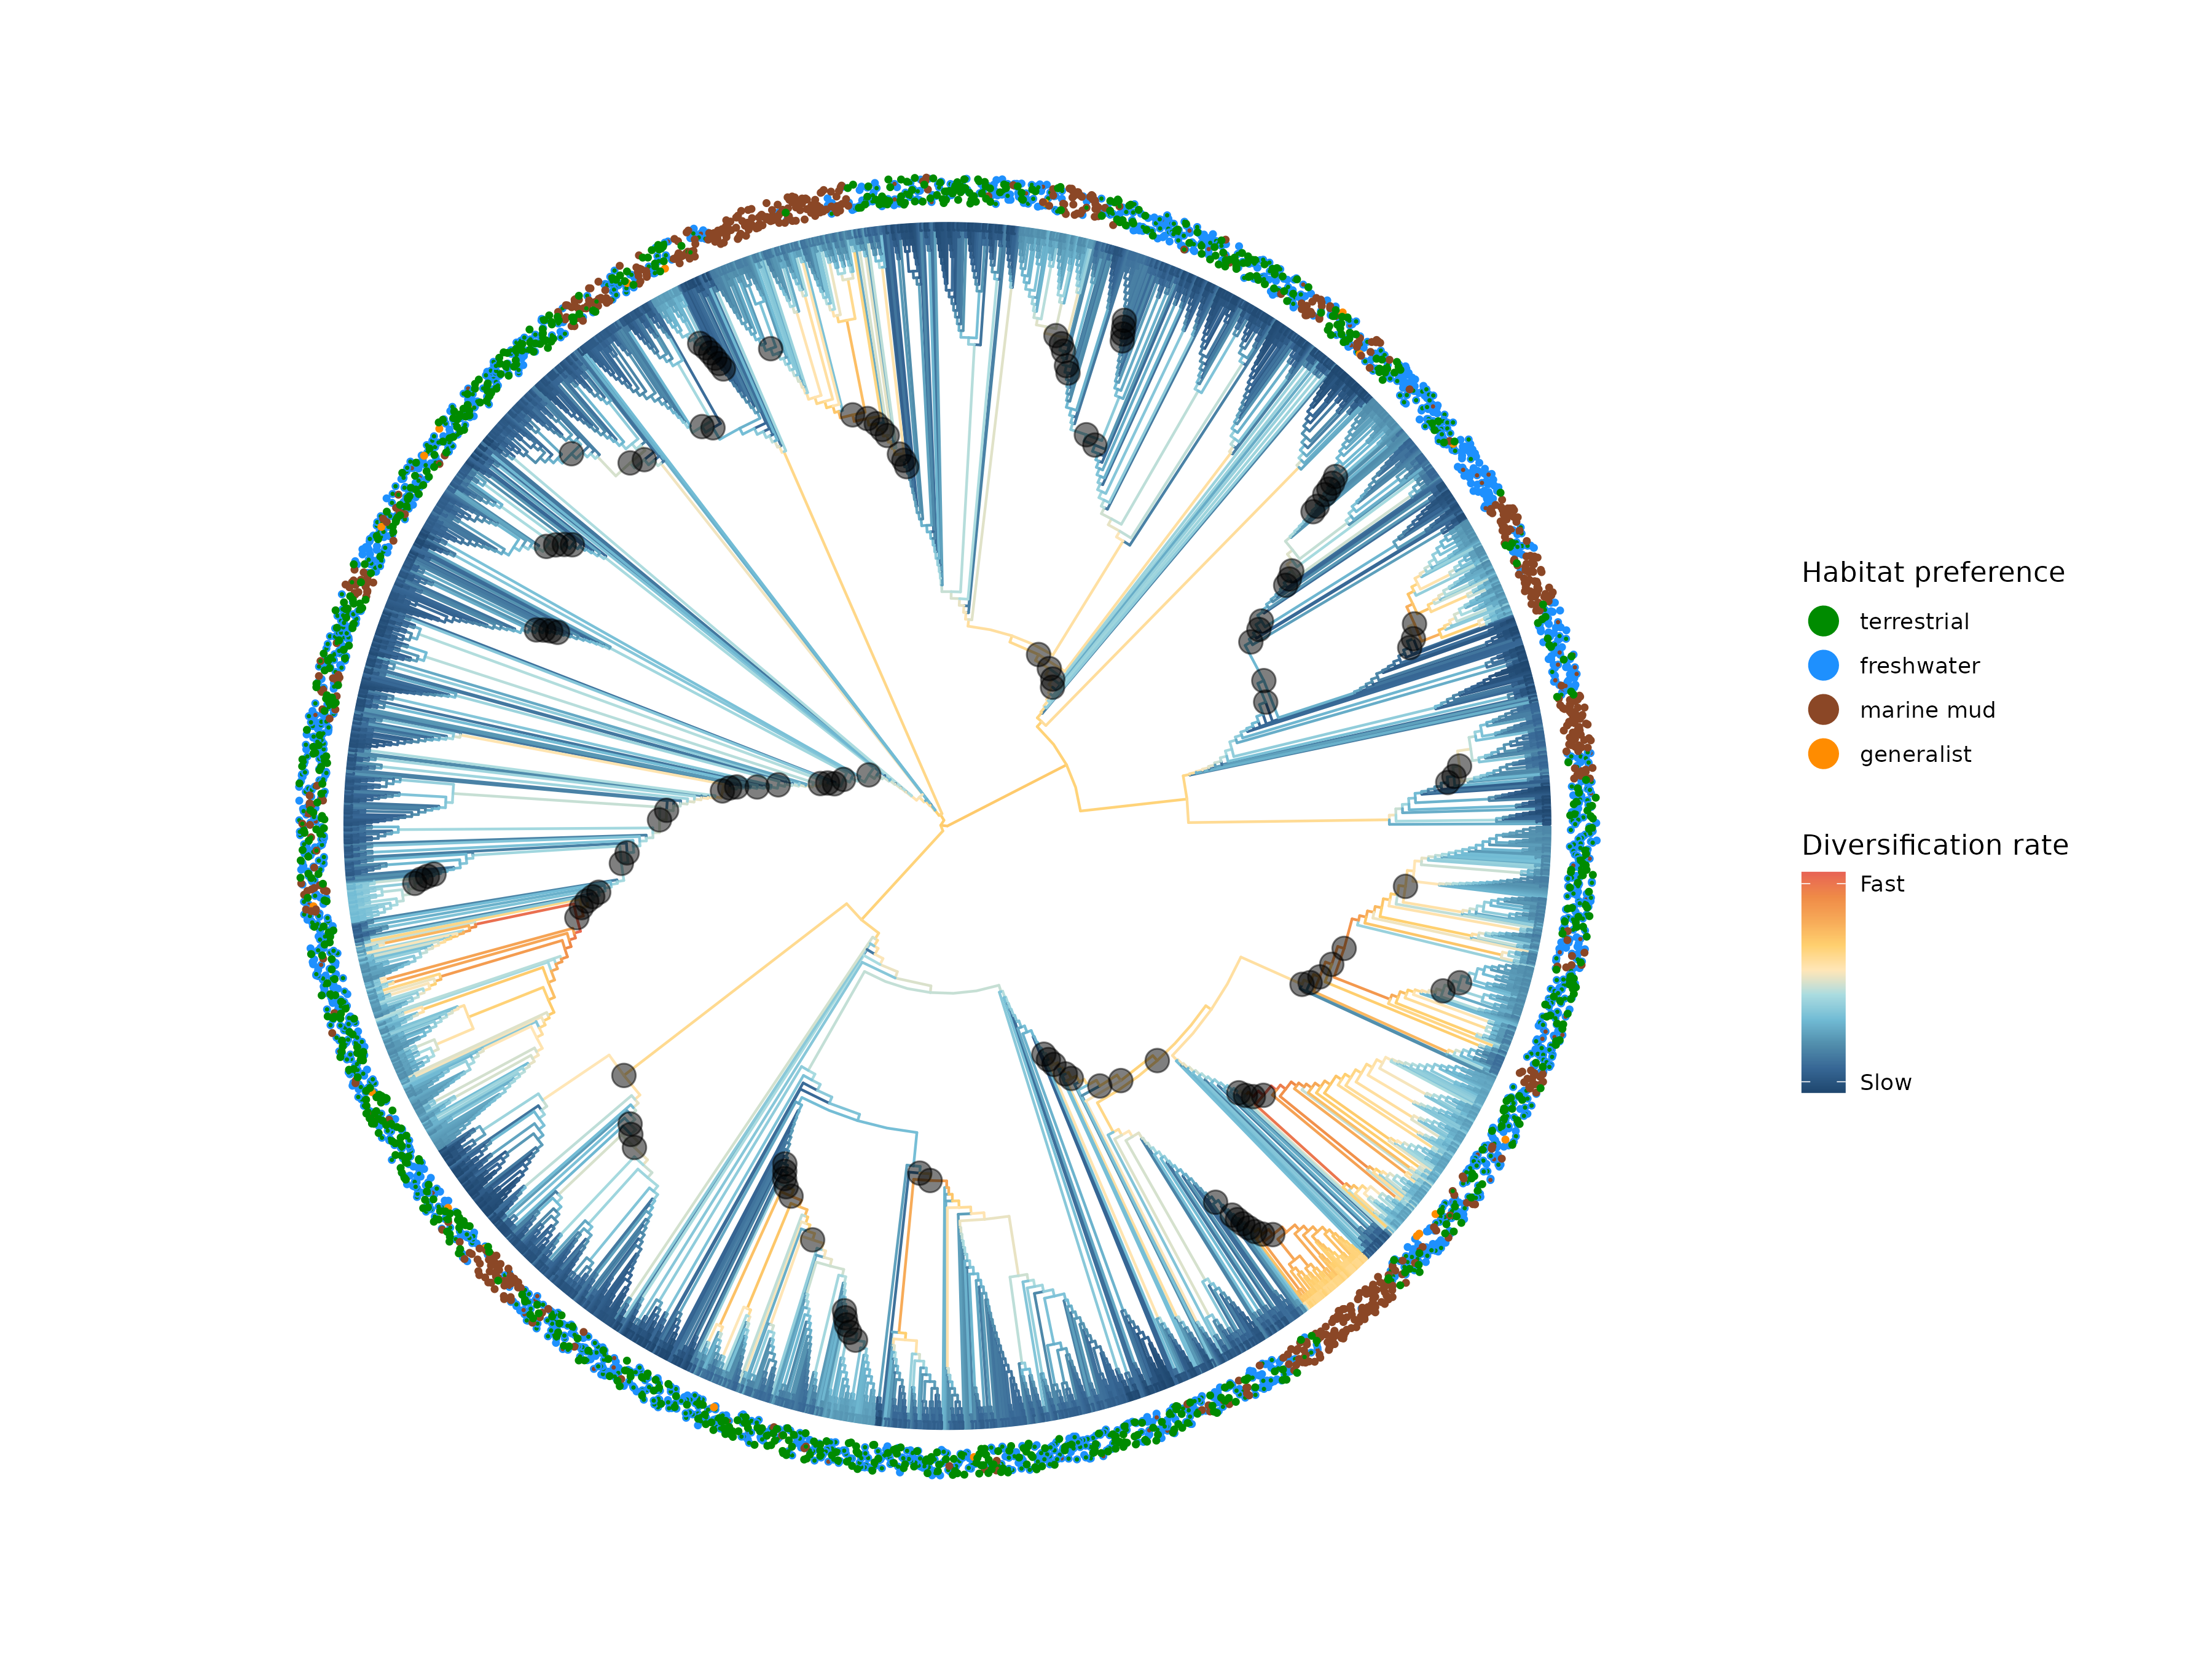 Habitat preference
terrestrial
freshwater
marine mud
generalist
Diversification rate
Fast
Slow